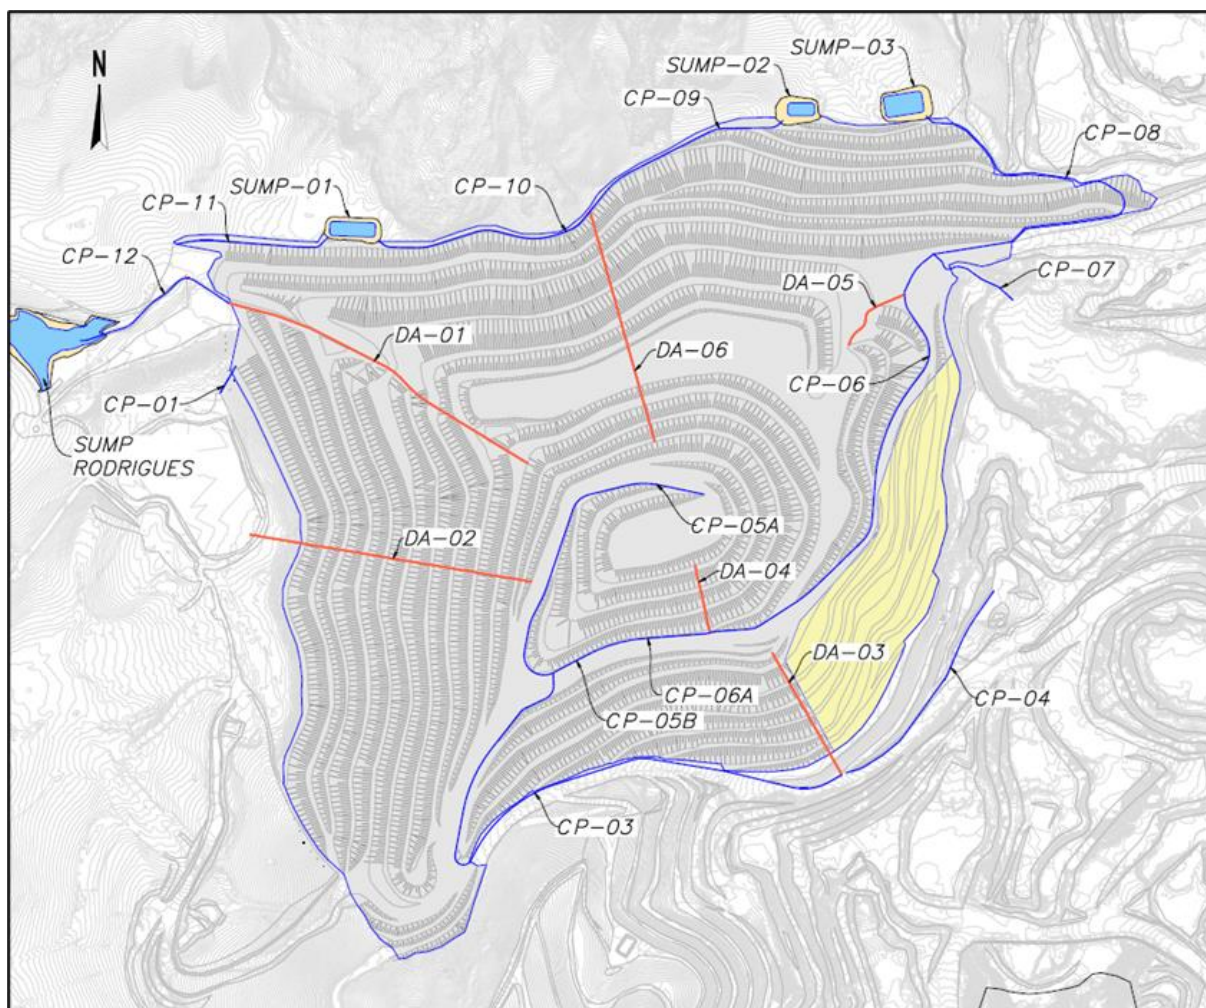 SUMP-03
SUMP-02
N
CP-09
CP-08
SUMP-01
CP-10
CP-11
CP-12
CP-07
DA-05
DA-01
DA-06
CP-06
CP-01
SUMP
RODRIGUES
CP-05A
DA-02
DA-04
DA-03
CP-06A
CP-04
CP-05B
CP-03